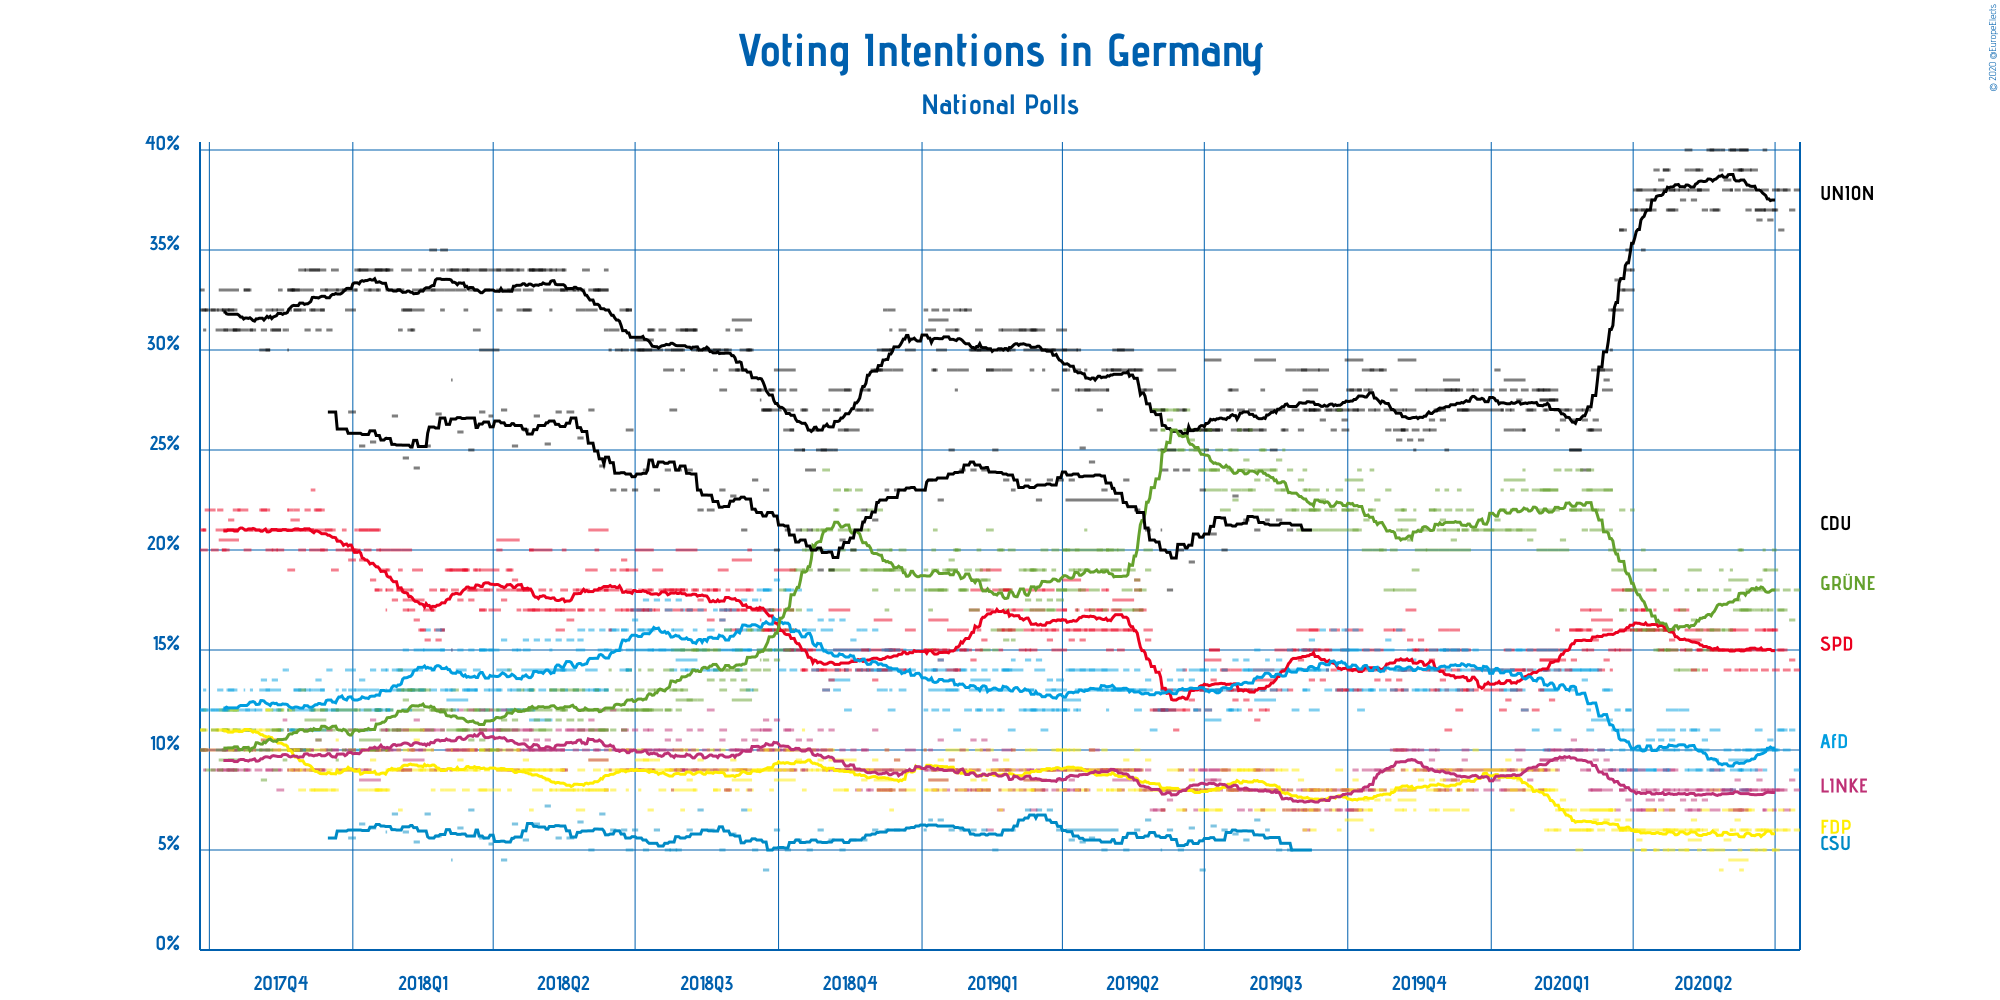 Voting Intentions in Germany
National Polls
© 2020 @EuropeElects
40%
35%
30%
25%
20%
15%
10%
5%
0%
UNION
CDU
GRÜNE
SPD
AfD
LINKE
FDP
CSU
2017Q4 2018Q1 2018Q2 2018Q3 2018Q4 2019Q1 2019Q2 2019Q3 2019Q4 2020Q1 2020Q2